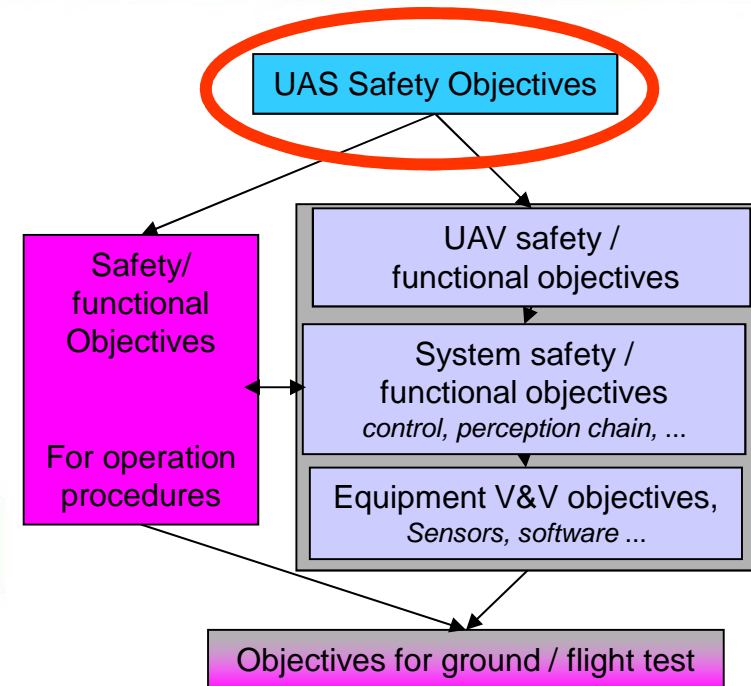 UAS Safety Objectives
Safety/
functional
Objectives
For operation
procedures
UAV safety /
functional objectives
System safety /
functional objectives
control, perception chain, ...
Equipment V&V objectives,
Sensors, software ...
Objectives for ground / flight test